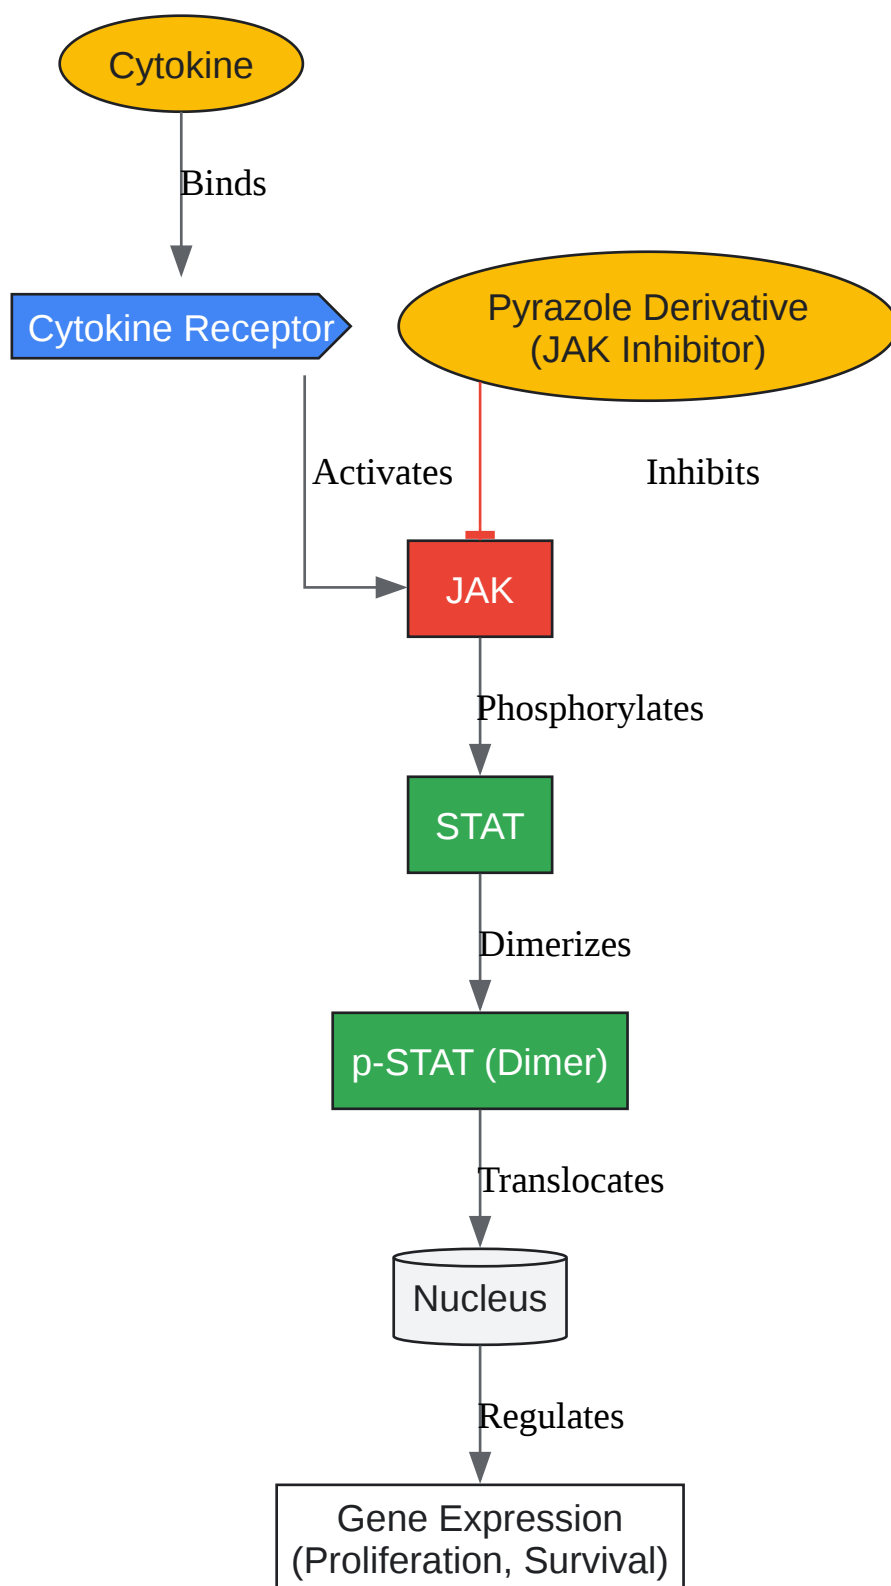 Cytokine
Binds
Cytokine Receptor
Pyrazole Derivative
(JAK Inhibitor)
Activates
Inhibits
JAK
Phosphorylates
STAT
Dimerizes
p-STAT (Dimer)
Translocates
Nucleus
Regulates
Gene Expression
(Proliferation, Survival)